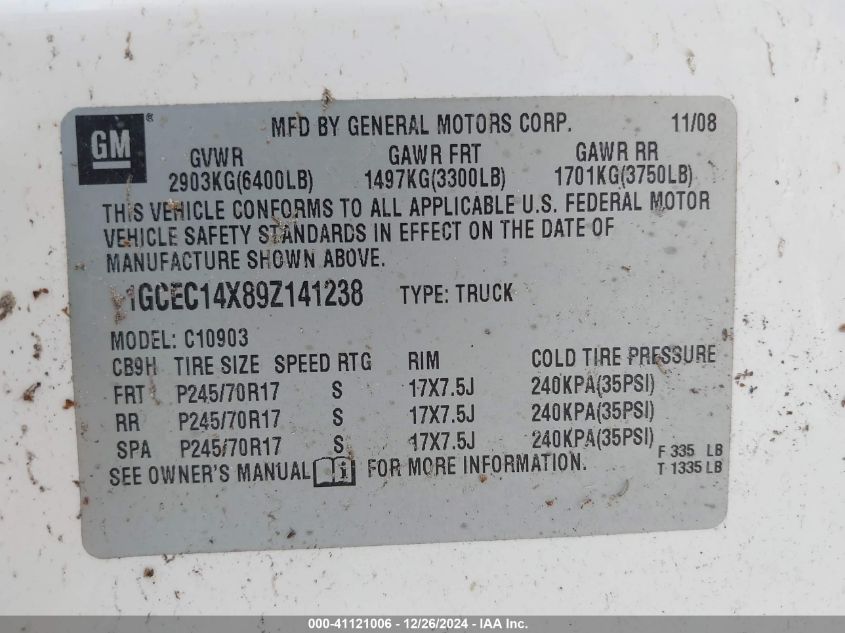 GM ® MFD BY GENERAL MOTORS CORP. 11/08
GVWR GAWR FRT GAWR RR
2903KG(6400LB) 1497KG(3300LB) 1701KG(3750LB)
THIS VEHICLE CONFORMS TO ALL APPLICABLE U.S. FEDERAL MOTOR
VEHICLE SAFETY STANDARDS IN EFFECT ON THE DATE OF
MANUFACTURE SHOWN ABOVE.
1GCEC14X89Z141238 TYPE: TRUCK
MODEL: C10903
CB9H TIRE SIZE SPEED RTG RIM COLD TIRE PRESSURE
FRT P245/70R17 S 17X7.5J 240KPA(35PSI)
RR P245/70R17 S 17X7.5J 240KPA(35PSI)
SPA P245/70R17 S 17X7.5J 240KPA(35PSI)
F 335 LB
SEE OWNER'S MANUAL i FOR MORE INFORMATION. T 1335 LB
000-41121006 - 12/26/2024 - IAA Inc.